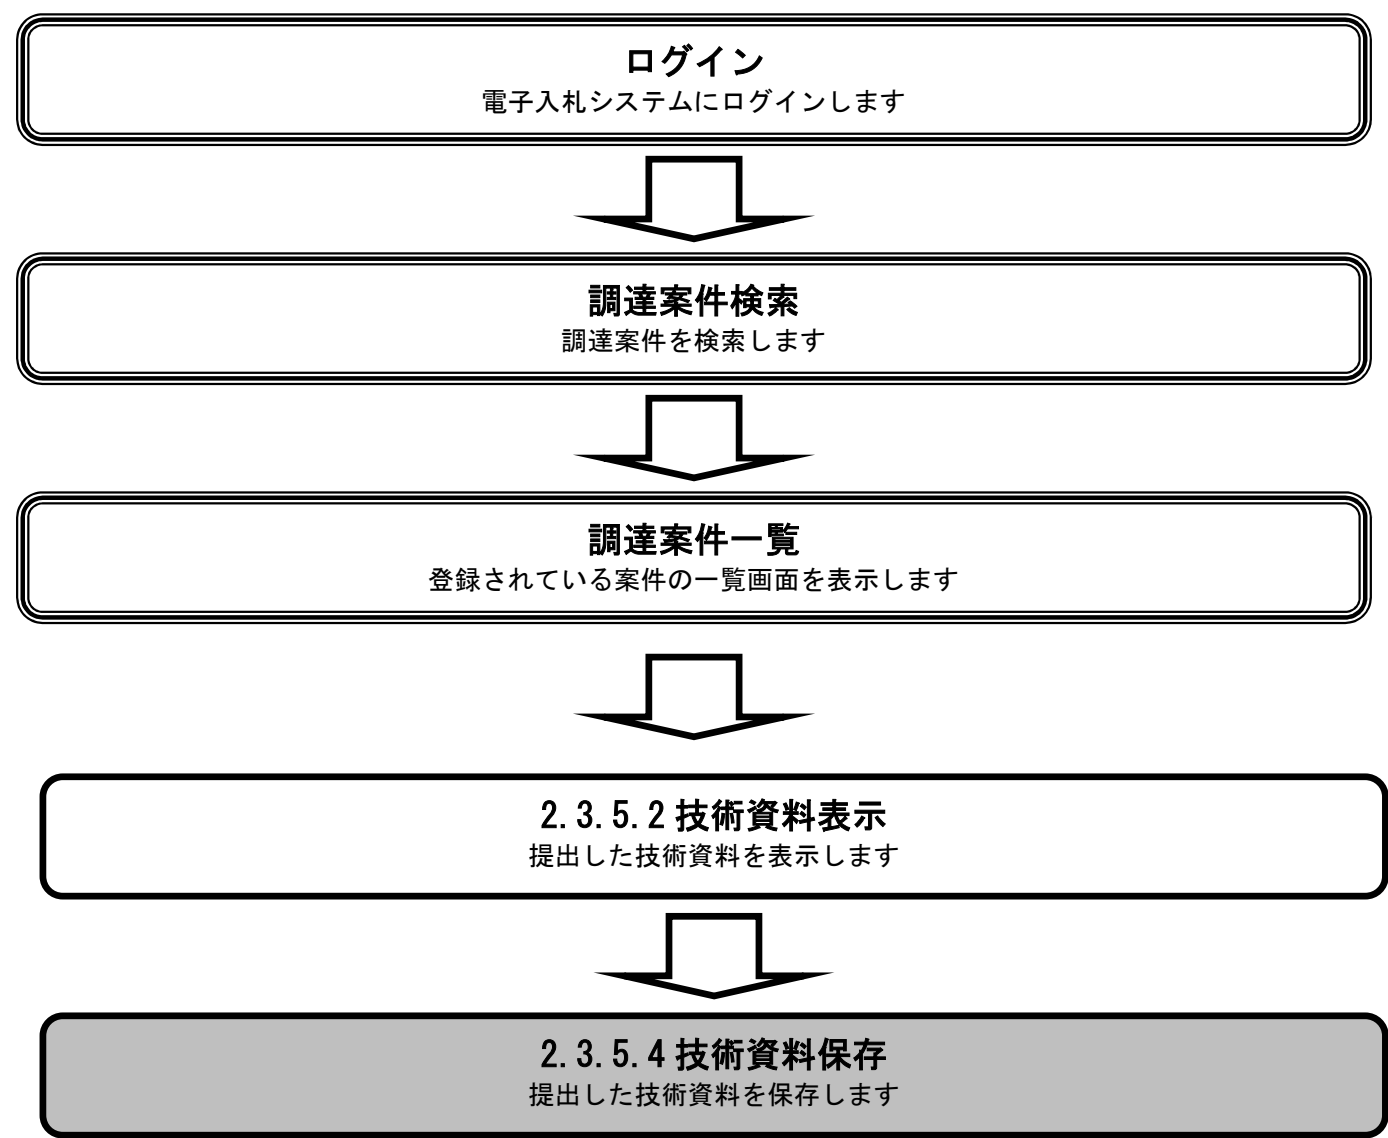 ログイン
電子入札システムにログインします
調達案件検索
調達案件を検索します
調達案件一覧
登録されている案件の一覧画面を表示します
2.3.5.2 技術資料表示
提出した技術資料を表示します
2.3.5.4 技術資料保存
提出した技術資料を保存します